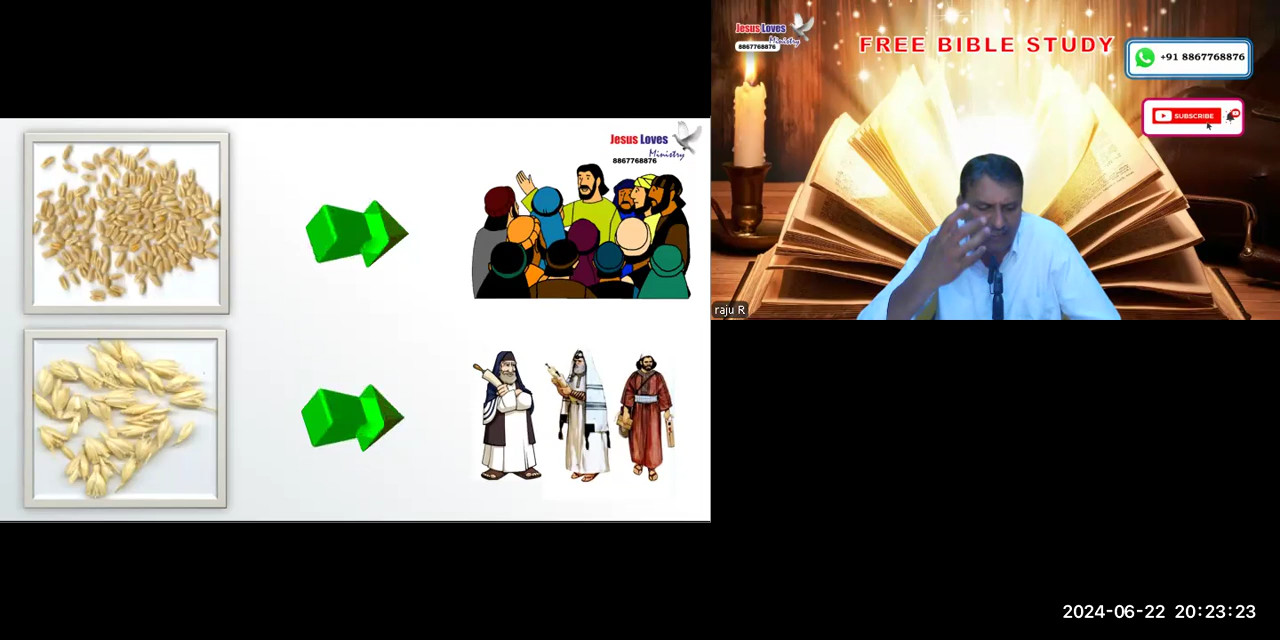 Jesus Loves
Ministry
8867768876
Jesus Loves
Ministry
8867768876
FREE BIBLE STUDY
+91 8867768876
SUBSCRIBE
raju R
2024-06-22 20:23:23